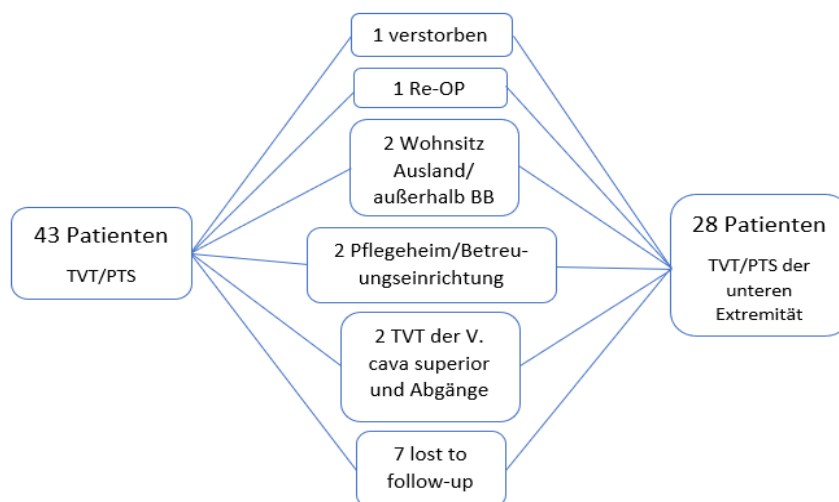 43 Patienten
TVT/PTS
1 verstorben
1 Re-OP
2 Wohnsitz
Ausland/
außerhalb BB
2 Pflegeheim/Betreu-
ungseinrichtung
2 TVT der V.
cava superior
und Abgänge
7 lost to
follow-up
28 Patienten
TVT/PTS der
unteren
Extremität